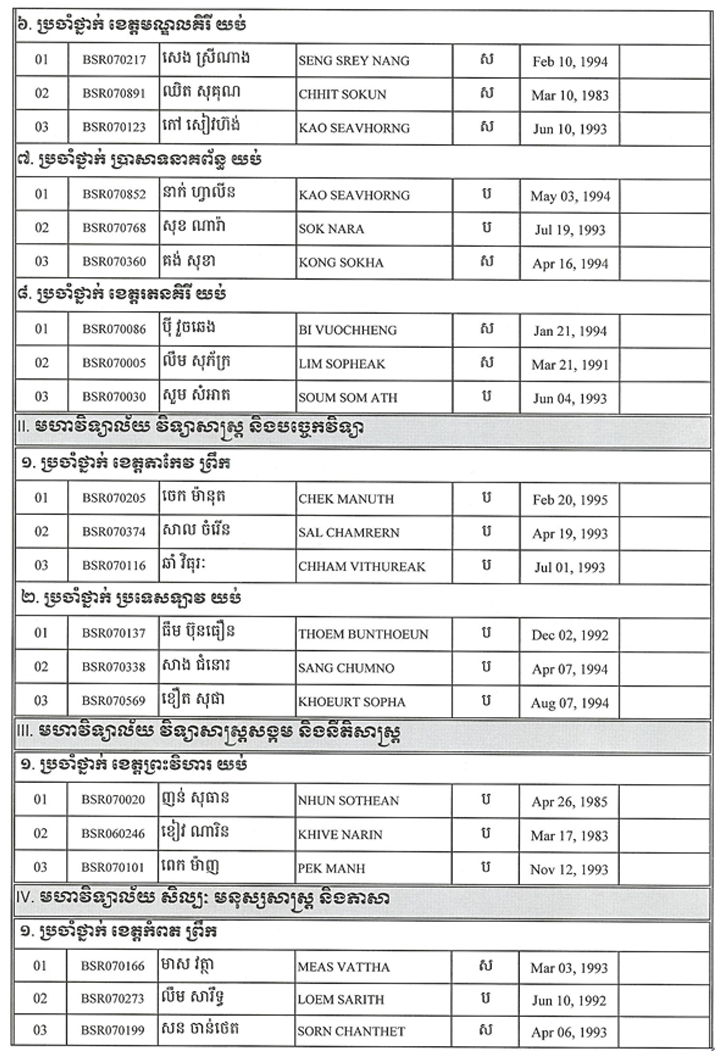 ៦. ប្រចាំថ្នាក់ ខេត្តមណ្ឌលគិរី យប់
01 BSR070217 សេង ស្រីណាង SENG SREY NANG ស Feb 10, 1994
02 BSR070891 ឈិត សុគុណ CHHIT SOKUN ស Mar 10, 1983
03 BSR070123 កៅ សៀវហ៊ង់ KAO SEAVHORNG ស Jun 10, 1993
៧. ប្រចាំថ្នាក់ ប្រាសាទនាគព័ន្ធ យប់
01 BSR070852 នាក់ ហ្វាលីន KAO SEAVHORNG ប May 03, 1994
02 BSR070768 សុខ ណារ៉ា SOK NARA ប Jul 19, 1993
03 BSR070360 គង់ សុខា KONG SOKHA ស Apr 16, 1994
៨. ប្រចាំថ្នាក់ ខេត្តរតនគិរី យប់
01 BSR070086 ប៊ី វួចឆេង BI VUOCHHENG ស Jan 21, 1994
02 BSR070005 លឹម សុភ័ក្រ LIM SOPHEAK ស Mar 21, 1991
03 BSR070030 សួម សំអាត SOUM SOM ATH ប Jun 04, 1993
II. មហាវិទ្យាល័យ វិទ្យាសាស្ត្រ និងបច្ចេកវិទ្យា
១. ប្រចាំថ្នាក់ ខេត្តតាកែវ ព្រឹក
01 BSR070205 ចេក ម៉ានុត CHEK MANUTH ប Feb 20, 1995
02 BSR070374 សាល ចំរើន SAL CHAMRERN ប Apr 19, 1993
03 BSR070116 ឆាំ វិធុរៈ CHHAM VITHUREAK ប Jul 01, 1993
២. ប្រចាំថ្នាក់ ប្រទេសឡាវ យប់
01 BSR070137 ធឹម ប៊ុនធឿន THOEM BUNTHOEUN ប Dec 02, 1992
02 BSR070338 សាង ជំនោរ SANG CHUMNO ប Apr 07, 1994
03 BSR070569 ខឿត សុផា KHOEURT SOPHA ប Aug 07, 1994
III. មហាវិទ្យាល័យ វិទ្យាសាស្ត្រសង្គម និងនីតិសាស្ត្រ
១. ប្រចាំថ្នាក់ ខេត្តព្រះវិហារ យប់
01 BSR070020 ញន់ សុធាន NHUN SOTHEAN ប Apr 26, 1985
02 BSR060246 ខៀវ ណារិន KHIVE NARIN ប Mar 17, 1983
03 BSR070101 ពេក ម៉ាញ PEK MANH ប Nov 12, 1993
IV. មហាវិទ្យាល័យ សិល្បៈ មនុស្សសាស្ត្រ និងភាសា
១. ប្រចាំថ្នាក់ ខេត្តកំពត ព្រឹក
01 BSR070166 មាស វត្ថា MEAS VATTHA ស Mar 03, 1993
02 BSR070273 លឹម សារឹទ្ធ LOEM SARITH ប Jun 10, 1992
03 BSR070199 សន ចាន់ថេត SORN CHANTHET ស Apr 06, 1993